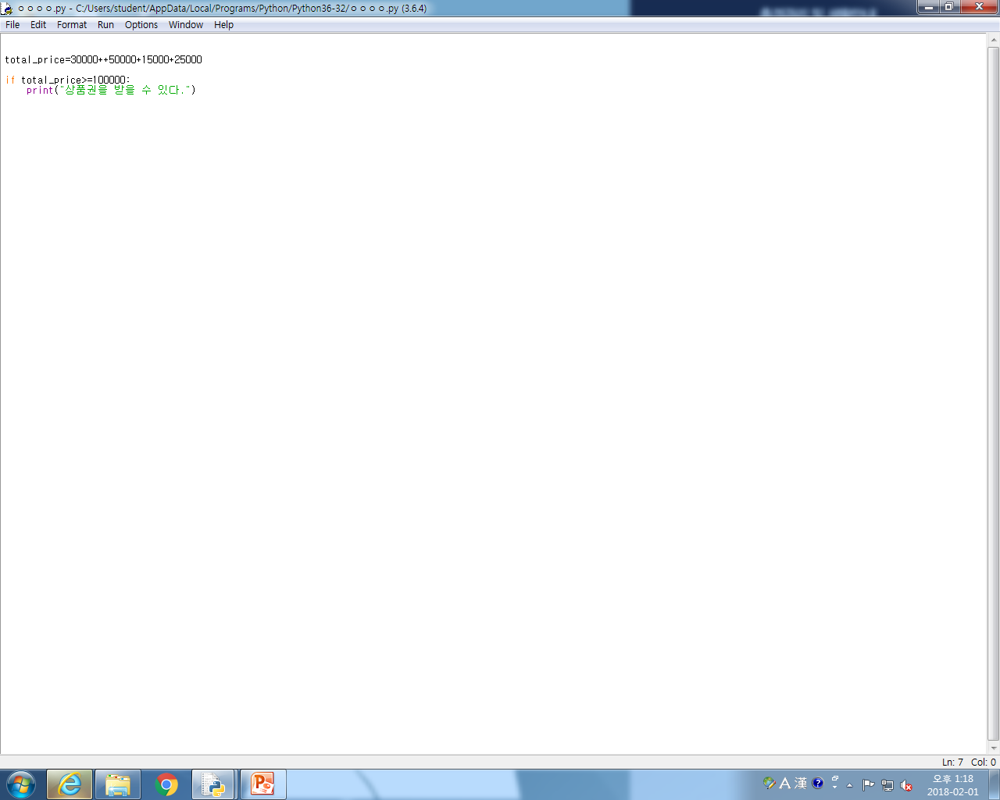 ㅇㅇㅇㅇ.py - C:/Users/student/AppData/Local/Programs/Python/Python36-32/ㅇㅇㅇㅇ.py (3.6.4)
File Edit Format Run Options Window Help
total_price=30000++50000+15000+25000
if total_price>=100000:
    print("상품권을 받을 수 있다.")
Ln: 7 Col: 0
A 漢 ?
오후 1:18
2018-02-01